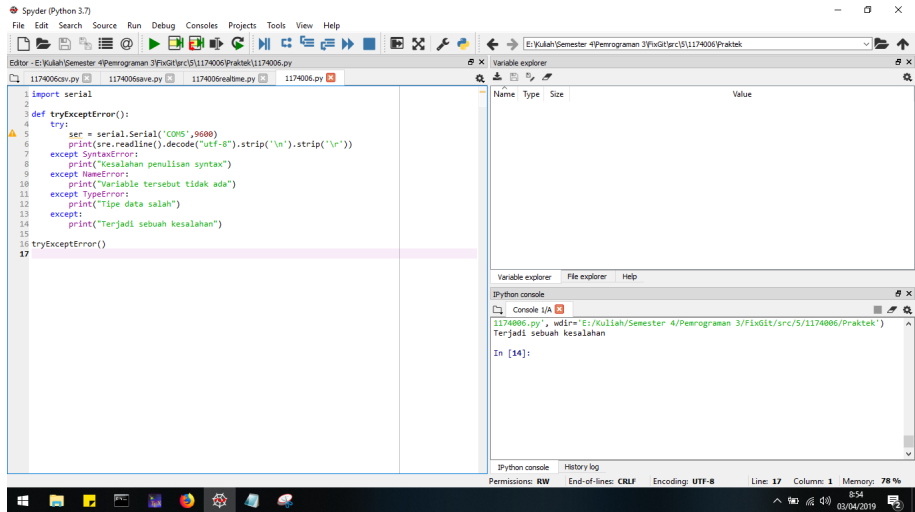 Spyder (Python 3.7)
File Edit Search Source Run Debug Consoles Projects Tools View Help
E:\Kuliah\Semester 4\Pemrograman 3\FixGit\src\5\1174006\Praktek
Editor - E:\Kuliah\Semester 4\Pemrograman 3\FixGit\src\5\1174006\Praktek\1174006.py
1174006csv.py 1174006save.py 1174006realtime.py 1174006.py
1 import serial
2
3 def tryExceptError():
4     try:
5         ser = serial.Serial('COM5',9600)
6         print(sre.readline().decode("utf-8").strip('\n').strip('\r'))
7     except SyntaxError:
8         print("Kesalahan penulisan syntax")
9     except NameError:
10         print("Variable tersebut tidak ada")
11     except TypeError:
12         print("Tipe data salah")
13     except:
14         print("Terjadi sebuah kesalahan")
15
16 tryExceptError()
17
Variable explorer
Name Type Size Value
Variable explorer File explorer Help
IPython console
Console 1/A
1174006.py', wdir='E:/Kuliah/Semester 4/Pemrograman 3/FixGit/src/5/1174006/Praktek')
Terjadi sebuah kesalahan
In [14]:
IPython console History log
Permissions: RW End-of-lines: CRLF Encoding: UTF-8 Line: 17 Column: 1 Memory: 78 %
8:54
03/04/2019